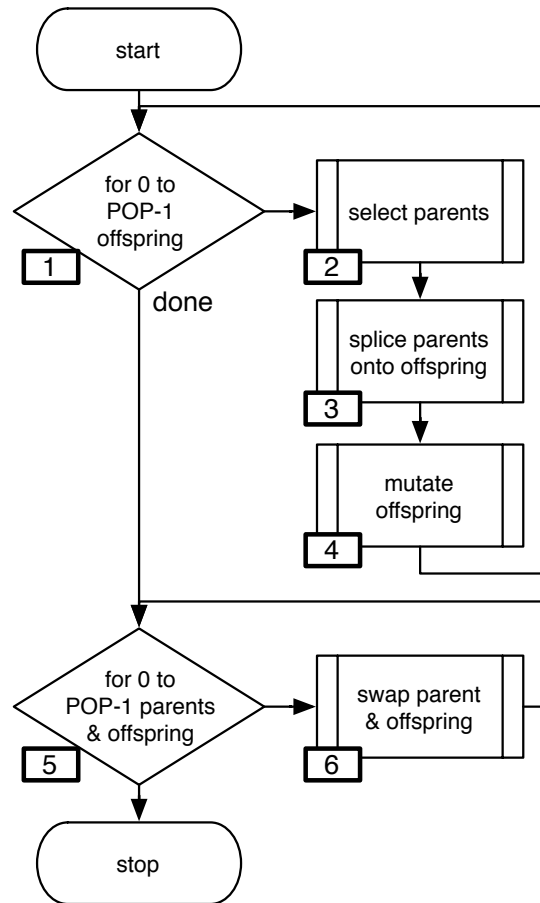 start
for 0 to
POP-1
offspring
1
select parents
2
done
splice parents
onto offspring
3
mutate
offspring
4
for 0 to
POP-1 parents
& offspring
5
swap parent
& offspring
6
stop